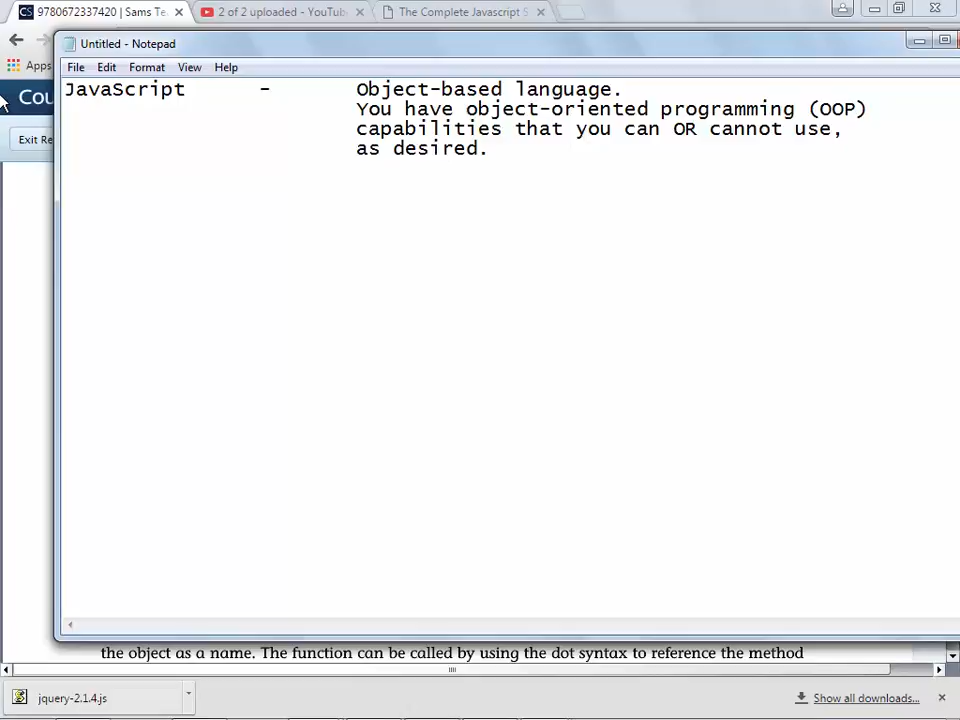 9780672337420 | Sams Te
2 of 2 uploaded - YouTub
The Complete Javascript S
Apps
Cou
Exit Re
Untitled - Notepad
File Edit Format View Help
JavaScript - Object-based language.
You have object-oriented programming (OOP)
capabilities that you can OR cannot use,
as desired.
the object as a name. The function can be called by using the dot syntax to reference the method
jquery-2.1.4.js
Show all downloads...